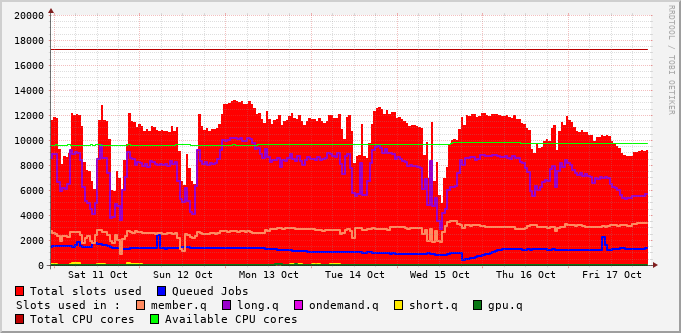 RRDTOOL / TOBI OETIKER
20000
18000
16000
14000
12000
10000
8000
6000
4000
2000
0
Sat 11 Oct Sun 12 Oct Mon 13 Oct Tue 14 Oct Wed 15 Oct Thu 16 Oct Fri 17 Oct
Total slots used Queued Jobs
Slots used in : member.q long.q ondemand.q short.q gpu.q
Total CPU cores Available CPU cores